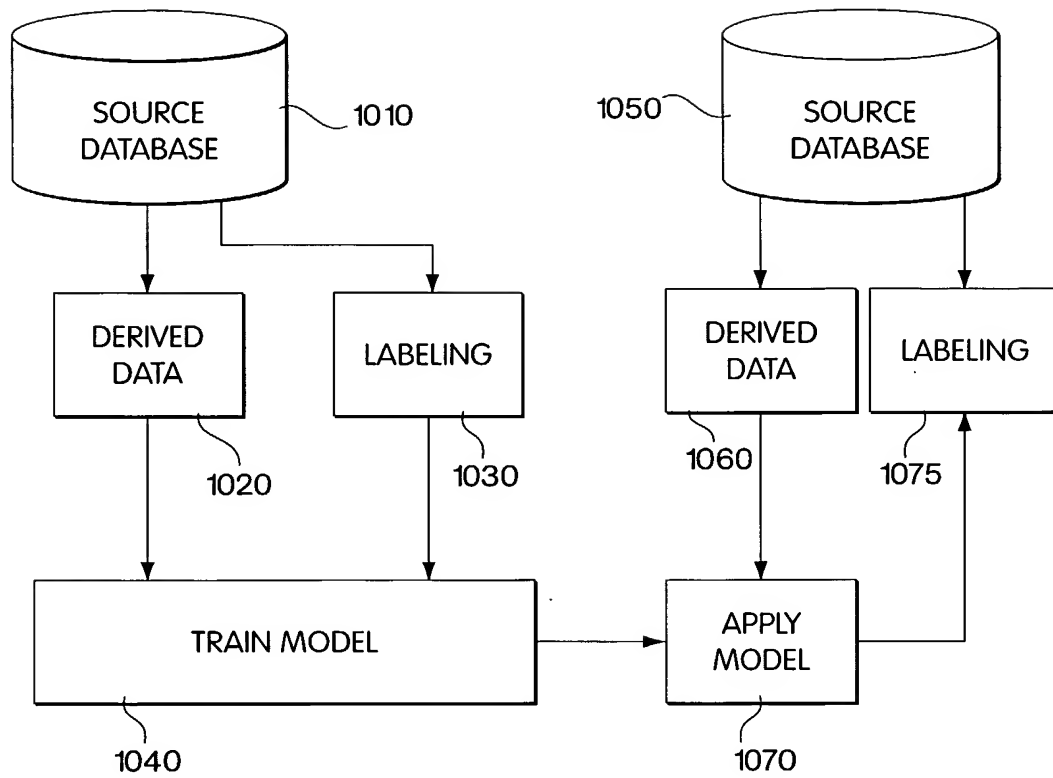 SOURCE
DATABASE
1010
1050
SOURCE
DATABASE
DERIVED
DATA
1020
LABELING
1030
DERIVED
DATA
1060
LABELING
1075
TRAIN MODEL
1040
APPLY
MODEL
1070